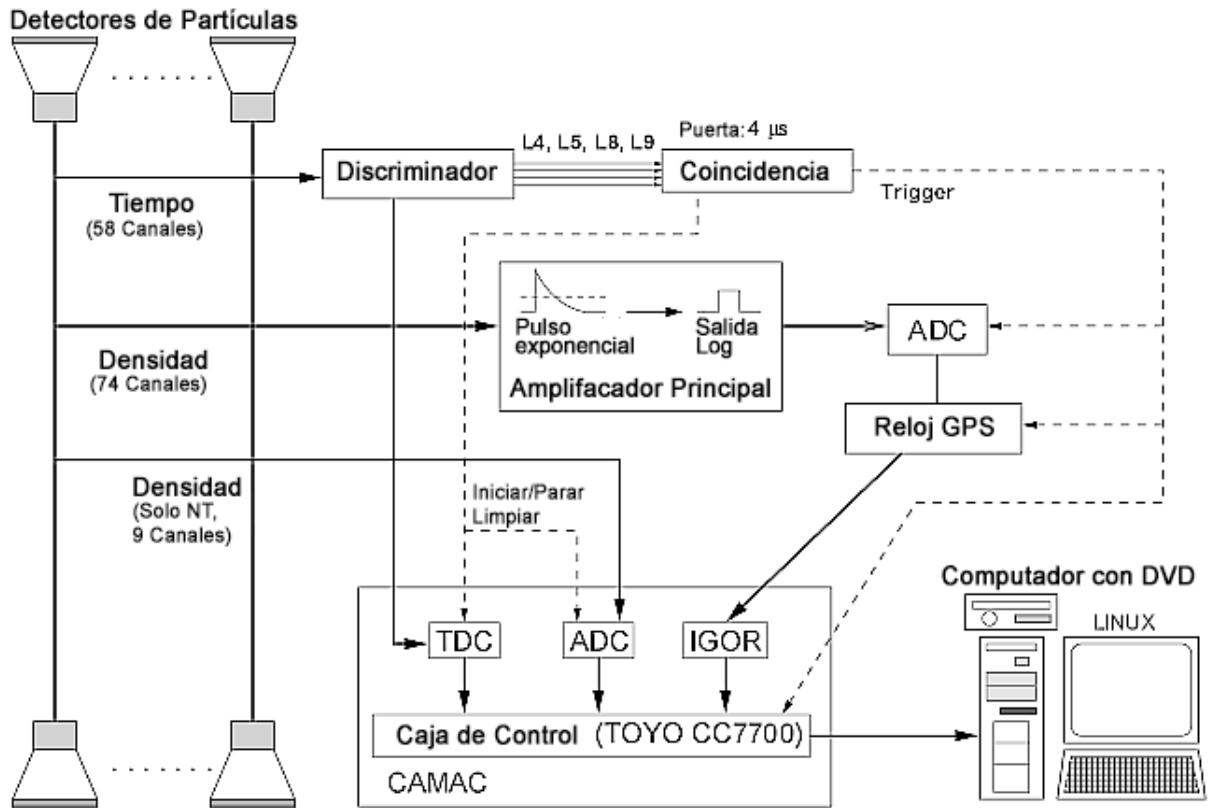 Detectores de Partículas
L4, L5, L8, L9
Puerta: 4 µs
Discriminador
Coincidencia
Trigger
Tiempo
(58 Canales)
Pulso
exponencial
Salida
Log
Amplifacador Principal
ADC
Densidad
(74 Canales)
Reloj GPS
Densidad
(Solo NT,
9 Canales)
Iniciar/Parar
Limpiar
Computador con DVD
LINUX
TDC
ADC
IGOR
Caja de Control (TOYO CC7700)
CAMAC